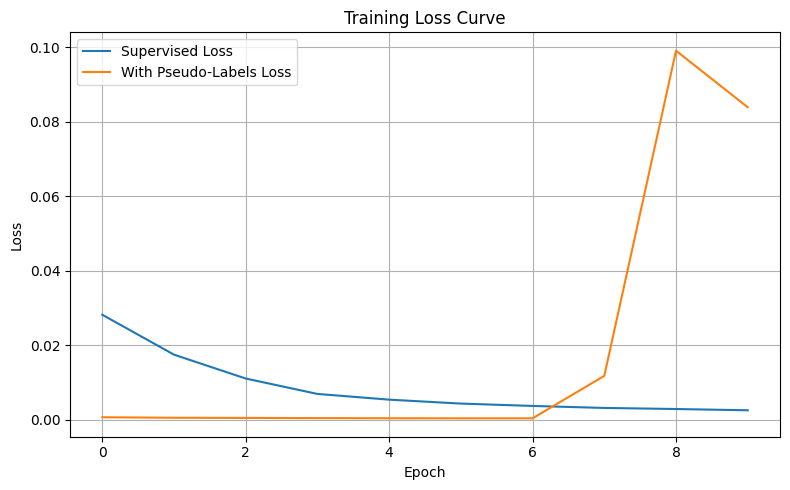 Training Loss Curve
Supervised Loss
With Pseudo-Labels Loss
0.10
0.08
0.06
0.04
0.02
0.00
Loss
0 2 4 6 8
Epoch